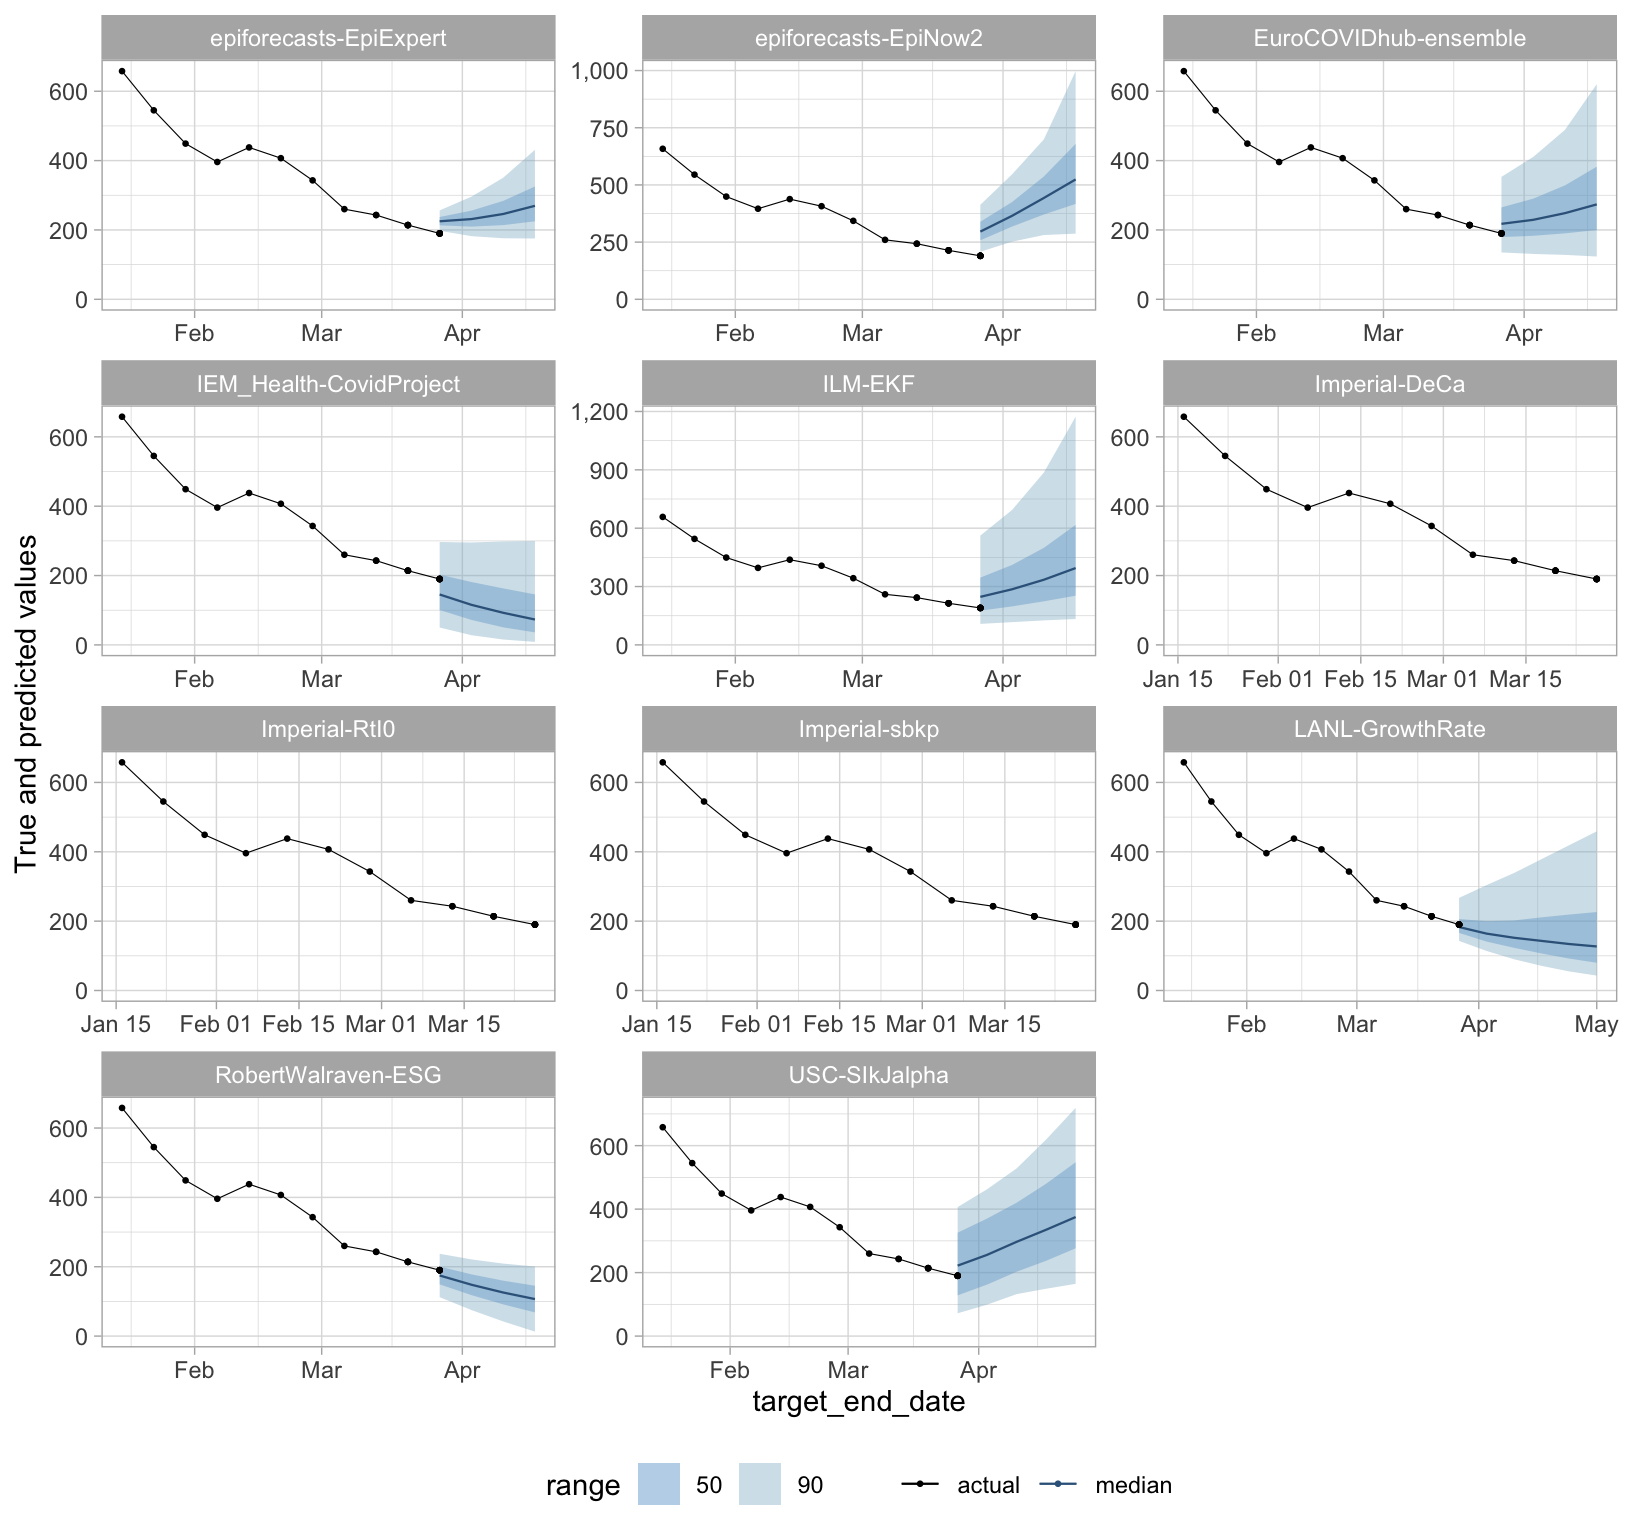 epiforecasts-EpiExpert epiforecasts-EpiNow2 EuroCOVIDhub-ensemble
1,000
600 750 600
400 500 400
200 250 200
0 0 0
Feb Mar Apr Feb Mar Apr Feb Mar Apr
IEM_Health-CovidProject ILM-EKF Imperial-DeCa
1,200
600 900 600
400 600 400
200 300 200
0 0 0
Feb Mar Apr Feb Mar Apr Jan 15 Feb 01 Feb 15 Mar 01 Mar 15
True and predicted values
Imperial-RtI0 Imperial-sbkp LANL-GrowthRate
600 600 600
400 400 400
200 200 200
0 0 0
Jan 15 Feb 01 Feb 15 Mar 01 Mar 15 Jan 15 Feb 01 Feb 15 Mar 01 Mar 15 Feb Mar Apr May
RobertWalraven-ESG USC-SIkJalpha
600 600
400 400
200 200
0 0
Feb Mar Apr Feb Mar Apr
target_end_date
range 50 90 actual median